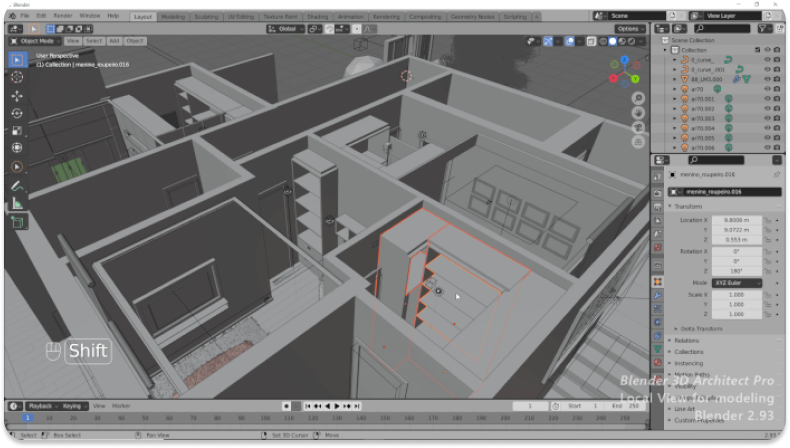 Blender
File Edit Render Window Help Layout Modeling Sculpting UV Editing Texture Paint Shading Animation Rendering Compositing Geometry Nodes Scripting + Scene View Layer
Global Options
Object Mode View Select Add Object
User Perspective
(1) Collection | menino_roupeiro.016
Scene Collection
Collection
0_curve_
0_curve_.001
ar70
ar70.001
ar70.002
ar70.003
ar70.004
ar70.005
ar70.006
menino_roupeiro.016
menino_roupeiro.016
Transform
Location X 9.8008 m
Y 9.0722 m
Z 0.553 m
Rotation X 0°
Y 0°
Z 180°
Mode XYZ Euler
Scale X 1.000
Y 1.000
Z 1.000
Delta Transform
Relations
Collections
Instancing
Motion Paths
Visibility
Line Art
Custom Properties
Shift
Blender 3D Architect Pro
Local View for modeling
Blender 2.93
Playback Keying View Marker 1 Start 1 End 250
1
Select Box Select Pan View Set 3D Cursor Move 2.93